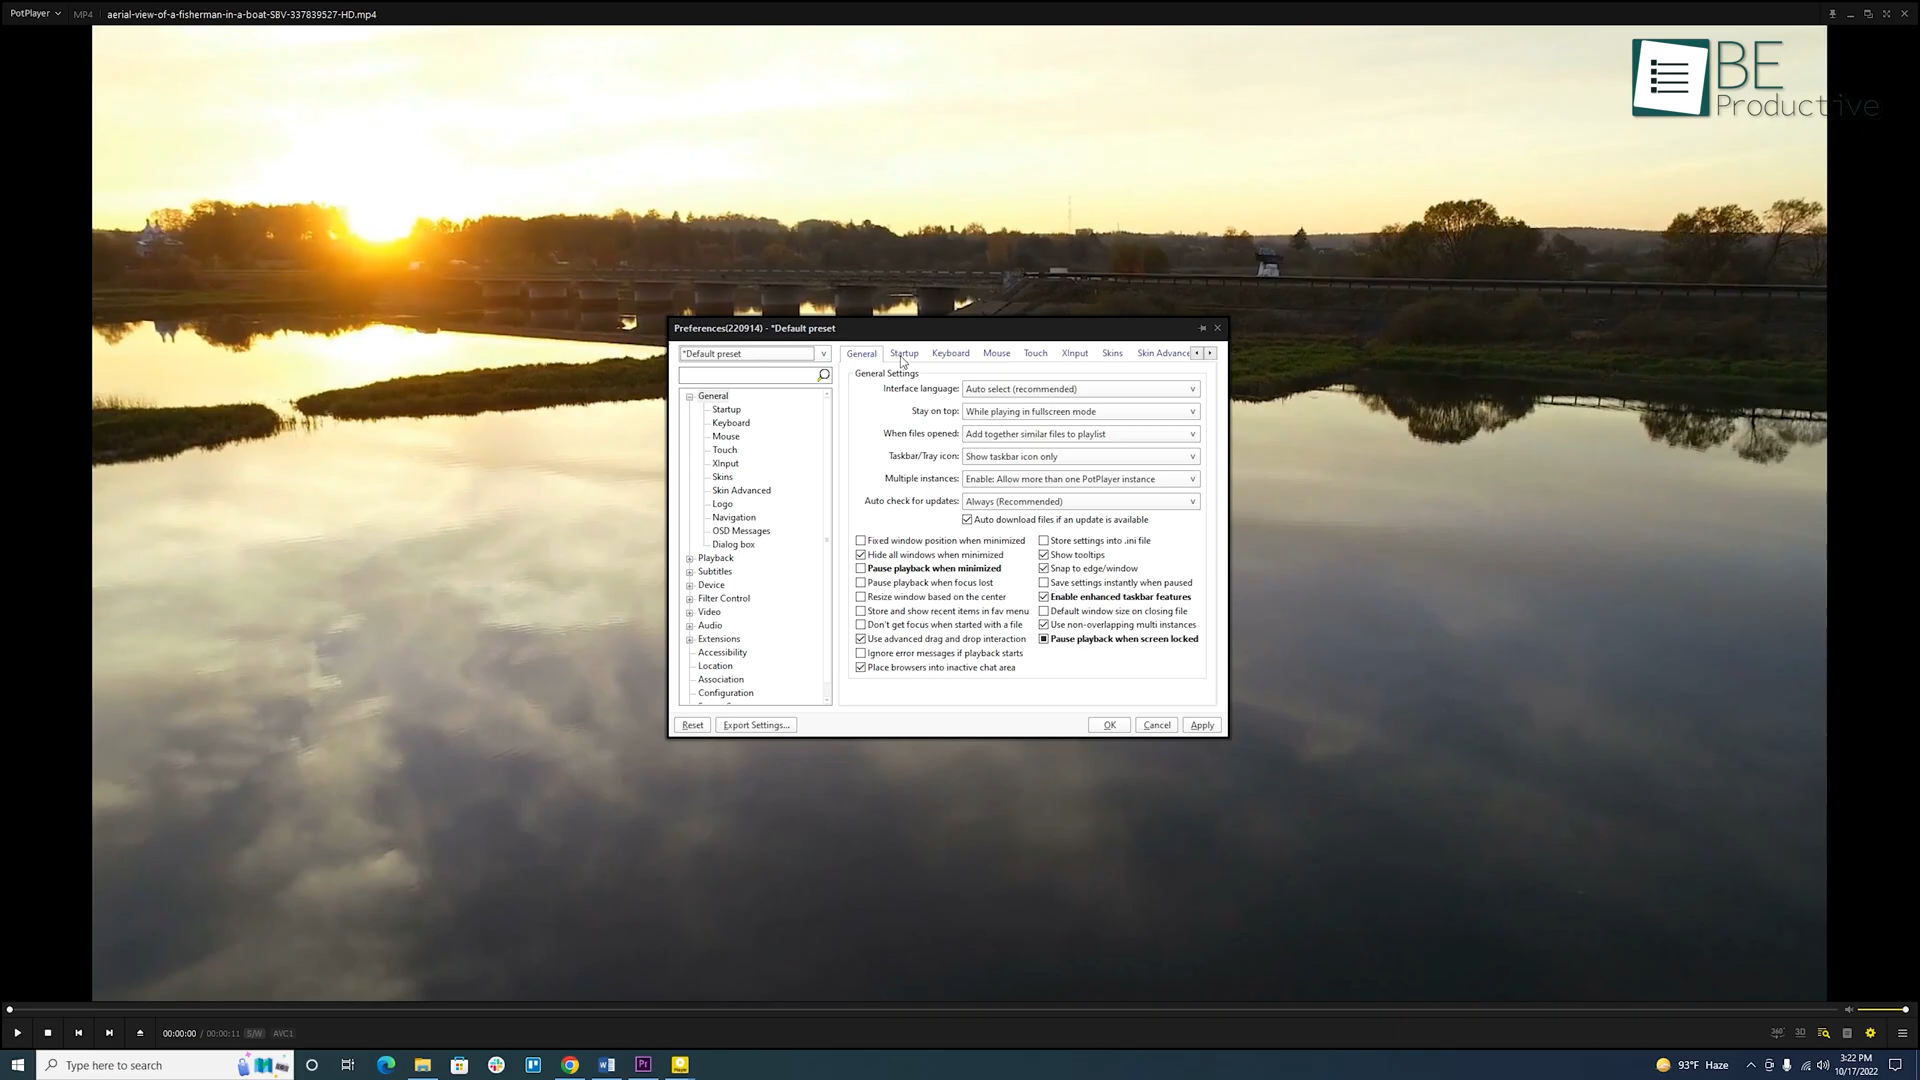 PotPlayer
MP4
aerial-view-of-a-fisherman-in-a-boat-SBV-337839527-HD.mp4
BE
Productive
Preferences(220914) - *Default preset
*Default preset
General
Startup
Keyboard
Mouse
Touch
XInput
Skins
Skin Advance
General
Startup
Keyboard
Mouse
Touch
XInput
Skins
Skin Advanced
Logo
Navigation
OSD Messages
Dialog box
Playback
Subtitles
Device
Filter Control
Video
Audio
Extensions
Accessibility
Location
Association
Configuration
General Settings
Interface language: Auto select (recommended)
Stay on top: While playing in fullscreen mode
When files opened: Add together similar files to playlist
Taskbar/Tray icon: Show taskbar icon only
Multiple instances: Enable: Allow more than one PotPlayer instance
Auto check for updates: Always (Recommended)
Auto download files if an update is available
Fixed window position when minimized
Hide all windows when minimized
Pause playback when minimized
Pause playback when focus lost
Resize window based on the center
Store and show recent items in fav menu
Don't get focus when started with a file
Use advanced drag and drop interaction
Ignore error messages if playback starts
Place browsers into inactive chat area
Store settings into .ini file
Show tooltips
Snap to edge/window
Save settings instantly when paused
Enable enhanced taskbar features
Default window size on closing file
Use non-overlapping multi instances
Pause playback when screen locked
Reset
Export Settings...
OK
Cancel
Apply
00:00:00 / 00:00:11 S/W AVC1
360°
3D
Type here to search
W
Pr
93°F Haze
3:22 PM
10/17/2022